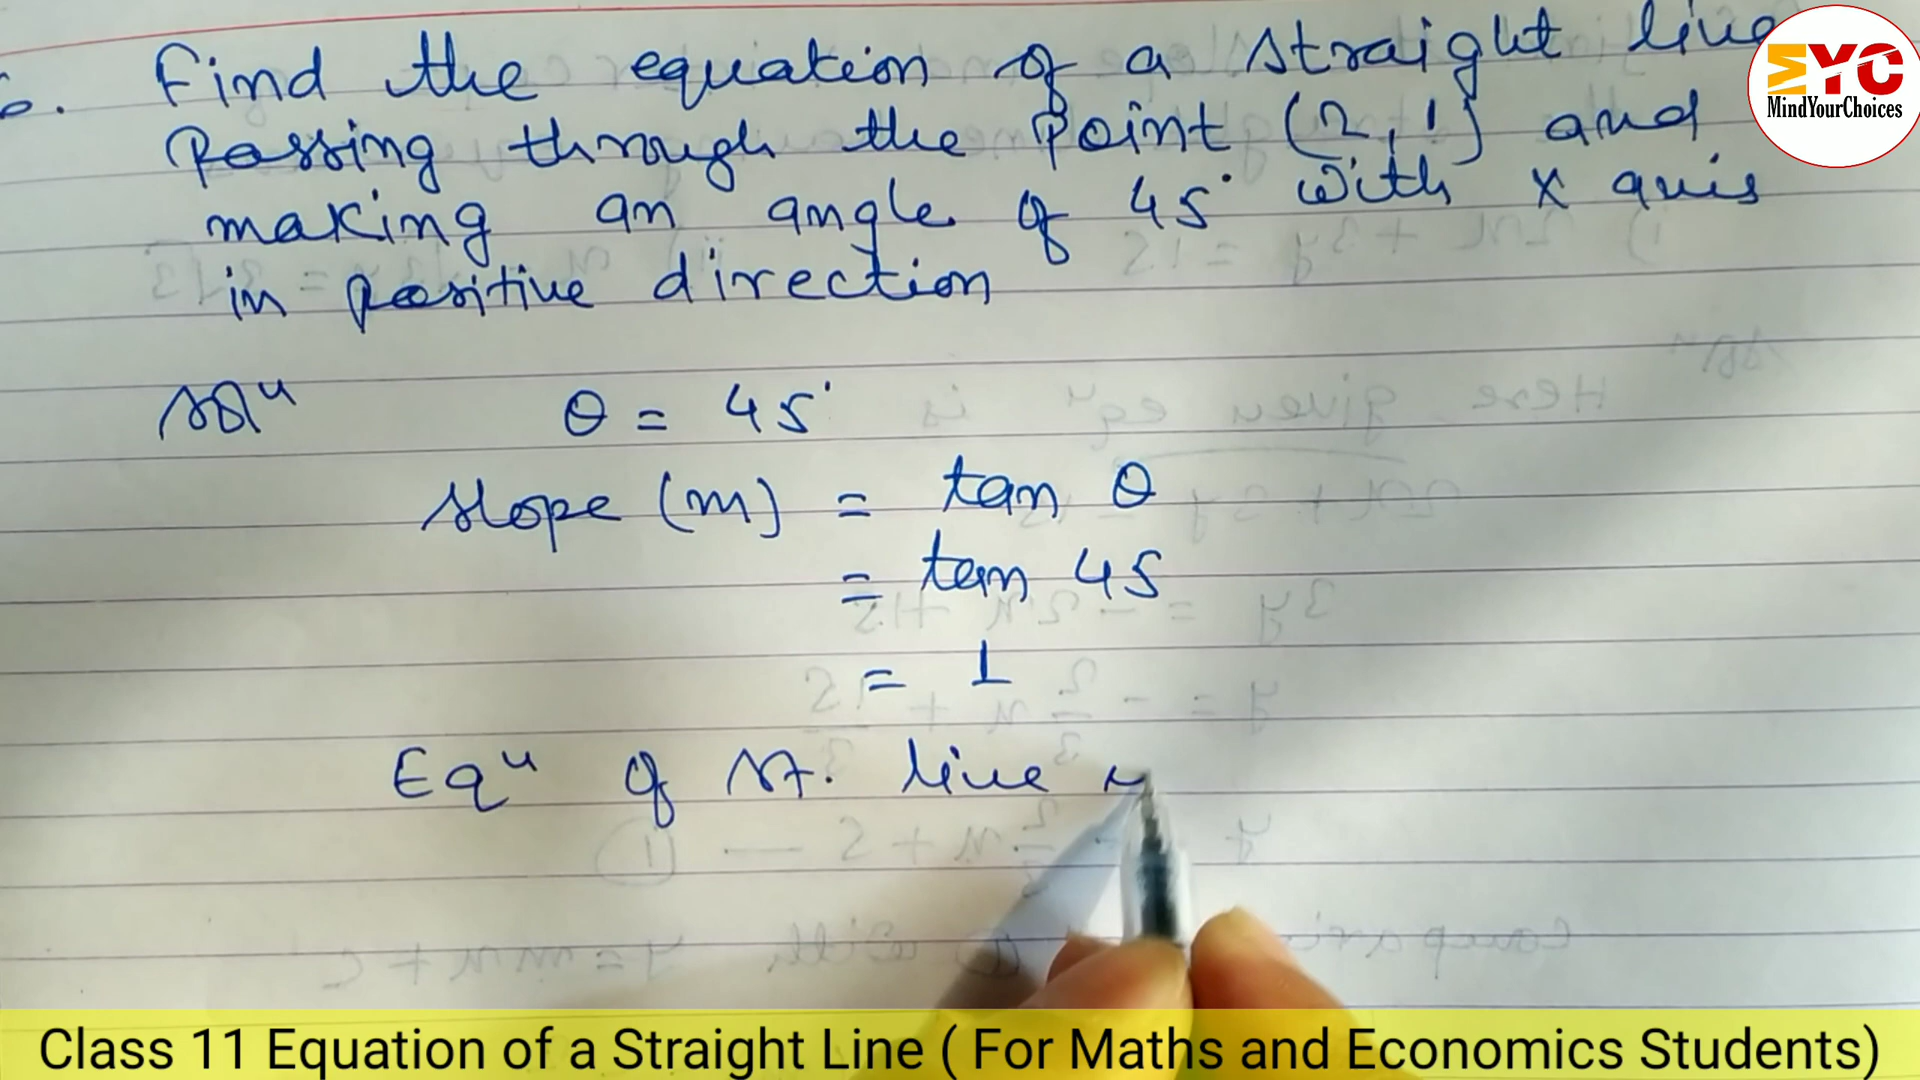 6. Find the equation of a straight line
passing through the point (2,1) and
making an angle of 45° with x axis
in positive direction
Solⁿ θ = 45°
slope (m) = tan θ
= tan 45
= 1
Eqⁿ of st. line
MYC
MindYourChoices
Class 11 Equation of a Straight Line ( For Maths and Economics Students)